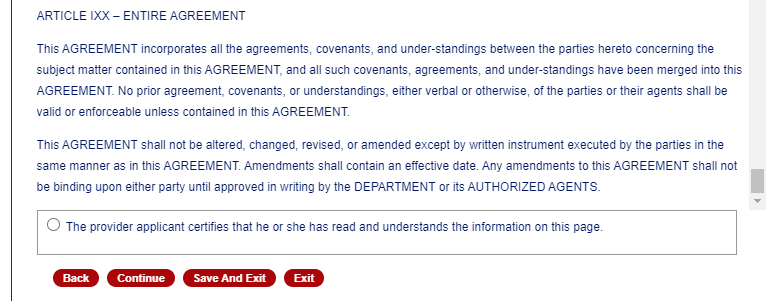 ARTICLE IXX – ENTIRE AGREEMENT
This AGREEMENT incorporates all the agreements, covenants, and under-standings between the parties hereto concerning the
subject matter contained in this AGREEMENT, and all such covenants, agreements, and under-standings have been merged into this
AGREEMENT. No prior agreement, covenants, or understandings, either verbal or otherwise, of the parties or their agents shall be
valid or enforceable unless contained in this AGREEMENT.
This AGREEMENT shall not be altered, changed, revised, or amended except by written instrument executed by the parties in the
same manner as in this AGREEMENT. Amendments shall contain an effective date. Any amendments to this AGREEMENT shall not
be binding upon either party until approved in writing by the DEPARTMENT or its AUTHORIZED AGENTS.
The provider applicant certifies that he or she has read and understands the information on this page.
Back Continue Save And Exit Exit